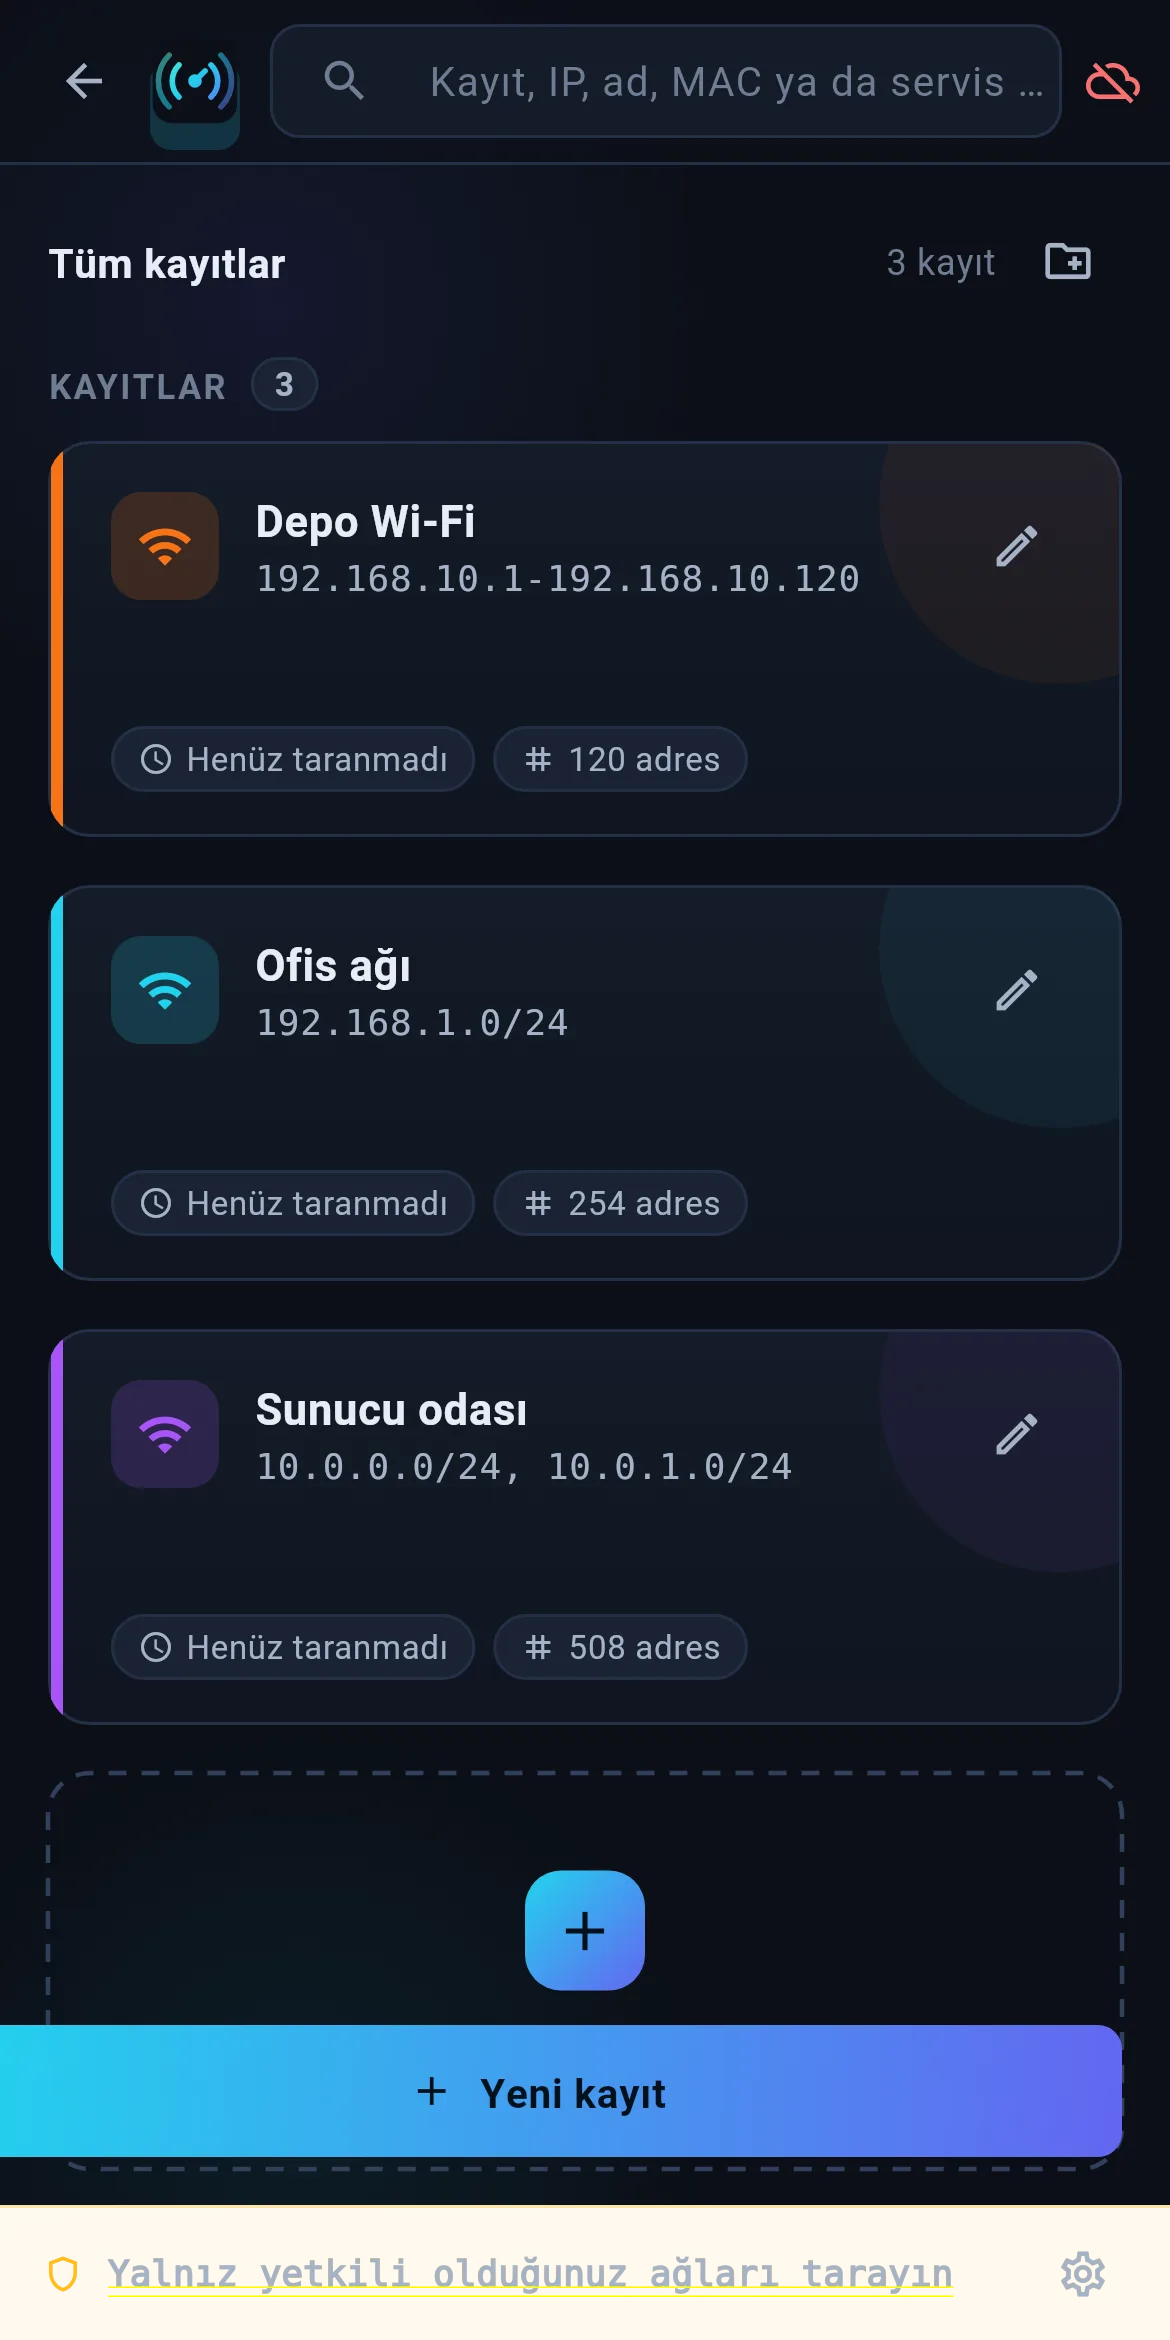 Kayıt, IP, ad, MAC ya da servis ...
Tüm kayıtlar
3 kayıt
KAYITLAR 3
Depo Wi-Fi
192.168.10.1-192.168.10.120
Henüz taranmadı
# 120 adres
Ofis ağı
192.168.1.0/24
Henüz taranmadı
# 254 adres
Sunucu odası
10.0.0.0/24, 10.0.1.0/24
Henüz taranmadı
# 508 adres
+ Yeni kayıt
Yalnız yetkili olduğunuz ağları tarayın